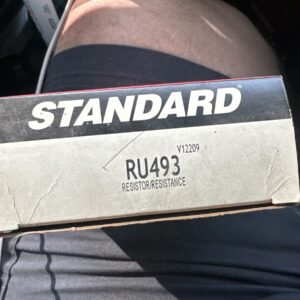 STANDARD
V12209
RU493
RESISTOR/RESISTANCE